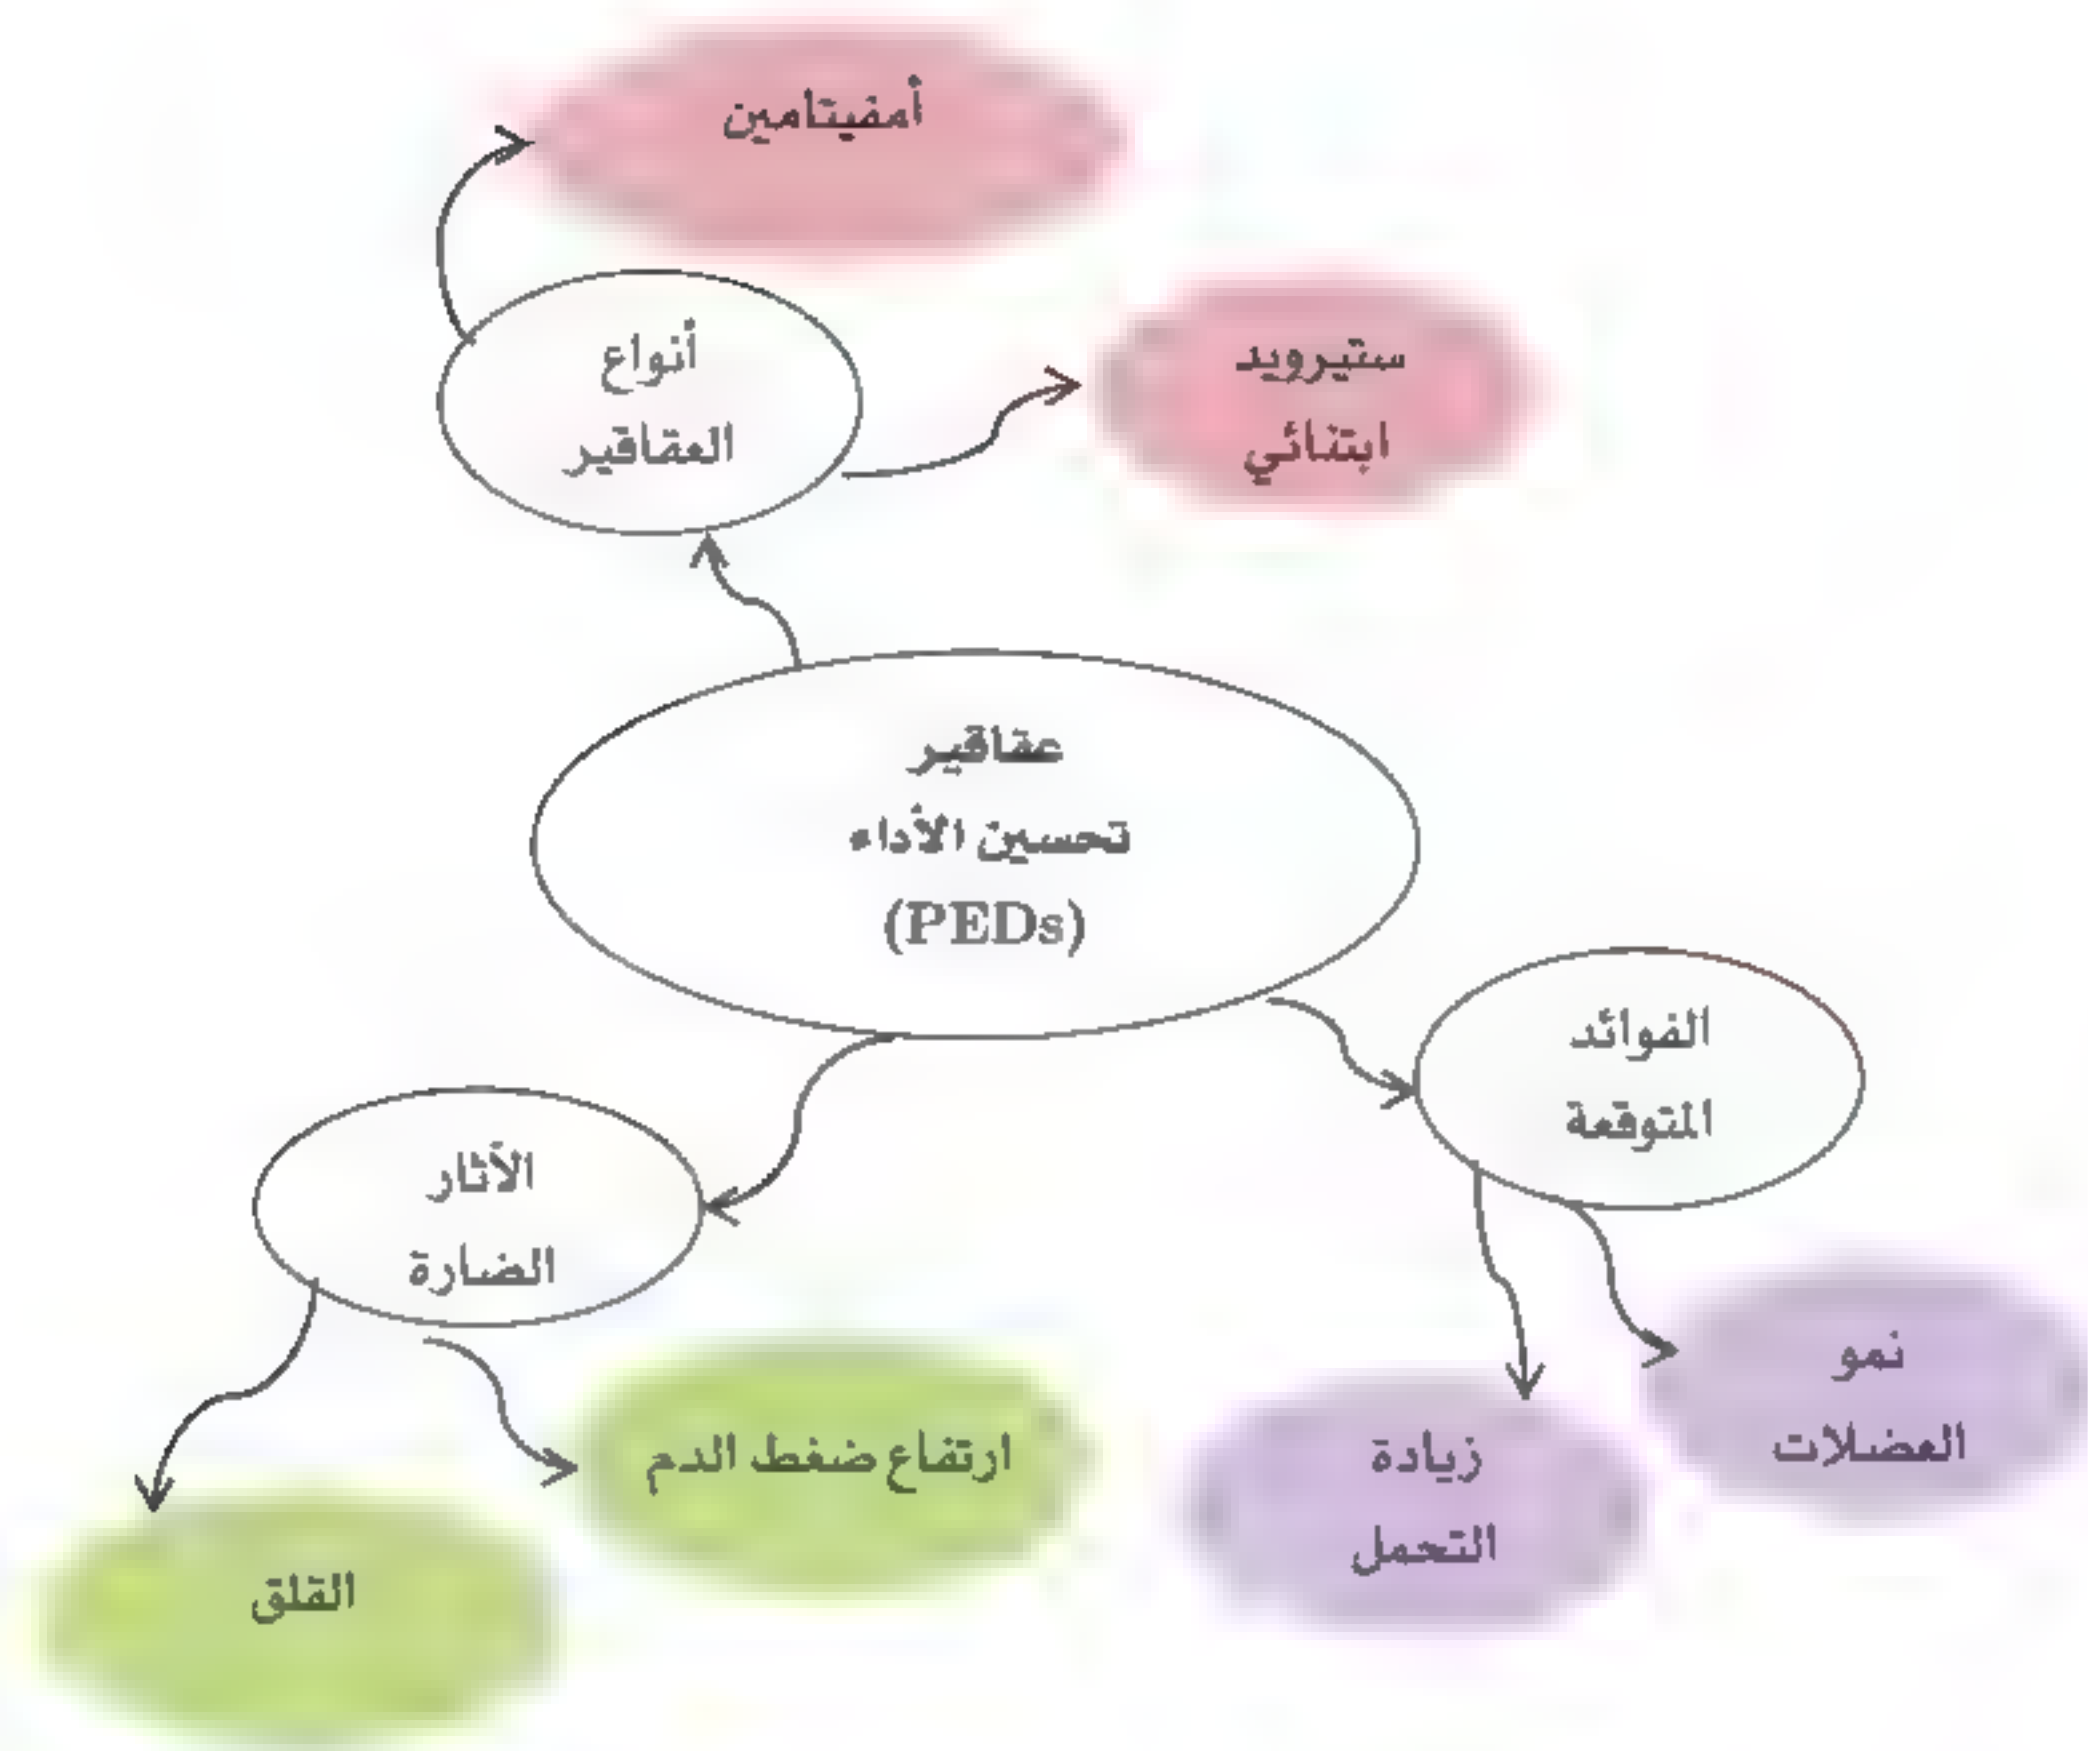 أمفيتامين
أنواع
العقاقير
ستيرويد
ابتنائي
عقاقير
تحسين الأداء
(PEDs)
الفوائد
المتوقعة
الآثار
الضارة
نمو
العضلات
زيادة
التحمل
ارتفاع ضغط الدم
القلق